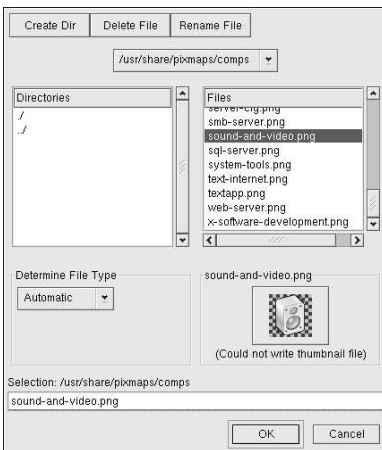 Create Dir Delete File Rename File
/usr/share/pixmaps/comps
Directories
./
../
Files
server-cfg.png
smb-server.png
sound-and-video.png
sql-server.png
system-tools.png
text-internet.png
textapp.png
web-server.png
x-software-development.png
Determine File Type
Automatic
sound-and-video.png
(Could not write thumbnail file)
Selection: /usr/share/pixmaps/comps
sound-and-video.png
OK Cancel